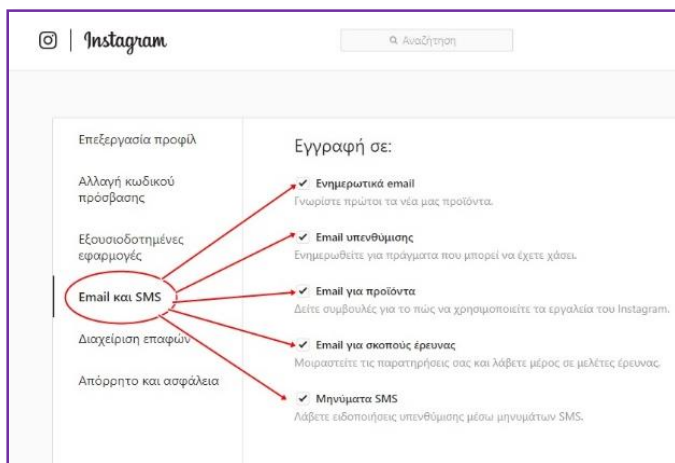 Instagram
Αναζήτηση
Επεξεργασία προφίλ
Αλλαγή κωδικού
πρόσβασης
Εξουσιοδοτημένες
εφαρμογές
Email και SMS
Διαχείριση επαφών
Απόρρητο και ασφάλεια
Εγγραφή σε:
Ενημερωτικά email
Γνωρίστε πρώτοι τα νέα μας προϊόντα.
Email υπενθύμισης
Ενημερωθείτε για πράγματα που μπορεί να έχετε χάσει.
Email για προϊόντα
Δείτε συμβουλές για το πώς να χρησιμοποιείτε τα εργαλεία του Instagram.
Email για σκοπούς έρευνας
Μοιραστείτε τις παρατηρήσεις σας και λάβετε μέρος σε μελέτες έρευνας.
Μηνύματα SMS
Λάβετε ειδοποιήσεις υπενθύμισης μέσω μηνυμάτων SMS.